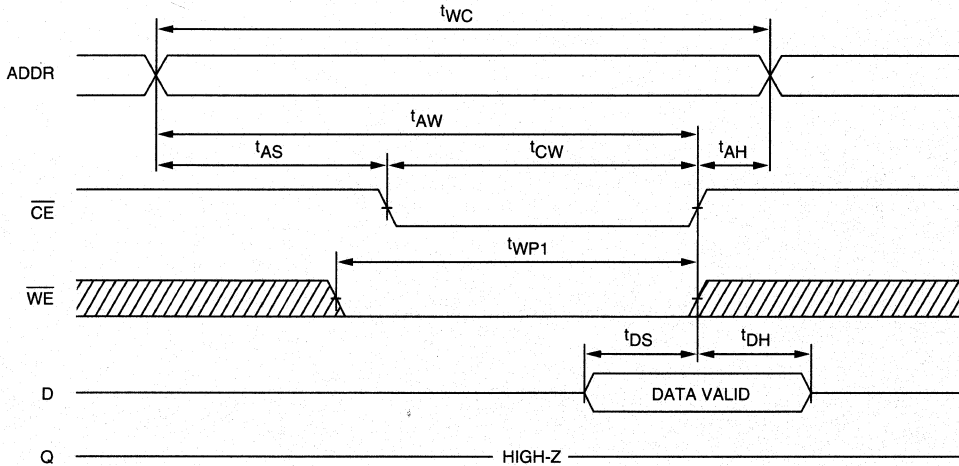 tWC
ADDR
tAW
tAS tCW tAH
CE
tWP1
WE
tDS tDH
D DATA VALID
Q HIGH-Z